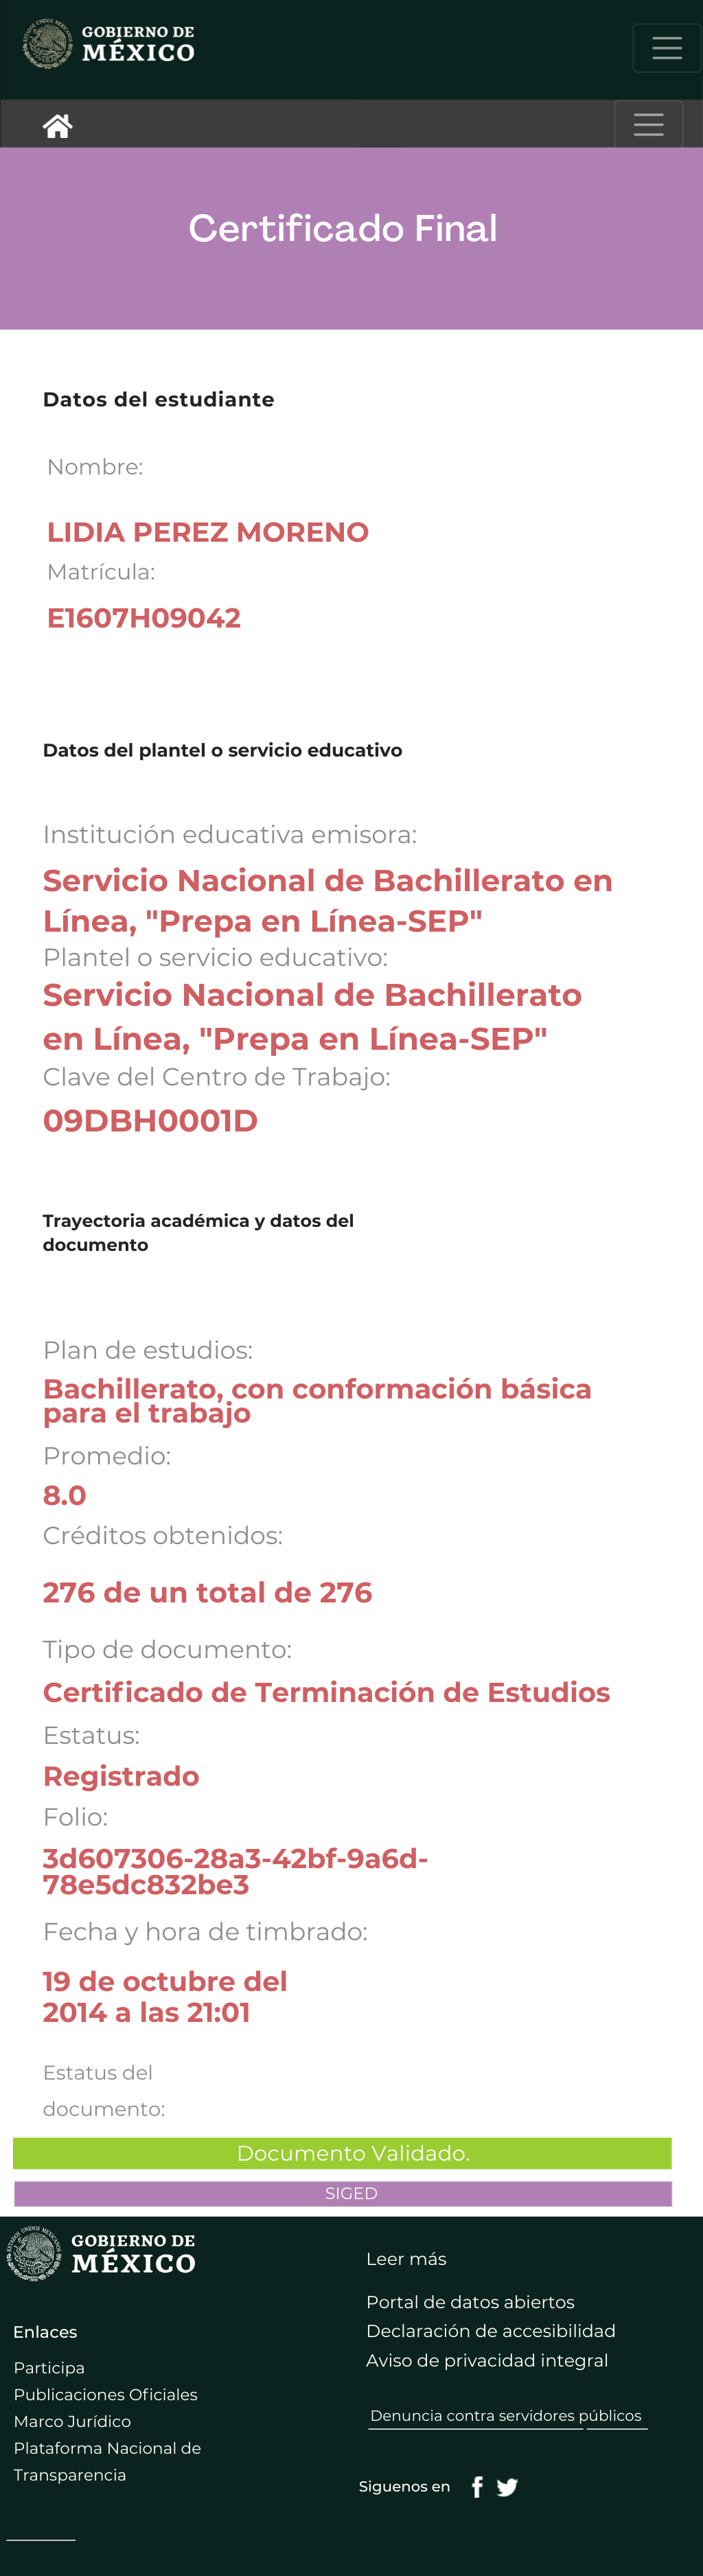 GOBIERNO DE
MÉXICO
Certificado Final
Datos del estudiante
Nombre:
LIDIA PEREZ MORENO
Matrícula:
E1607H09042
Datos del plantel o servicio educativo
Institución educativa emisora:
Servicio Nacional de Bachillerato en
Línea, "Prepa en Línea-SEP"
Plantel o servicio educativo:
Servicio Nacional de Bachillerato
en Línea, "Prepa en Línea-SEP"
Clave del Centro de Trabajo:
09DBH0001D
Trayectoria académica y datos del
documento
Plan de estudios:
Bachillerato, con conformación básica
para el trabajo
Promedio:
8.0
Créditos obtenidos:
276 de un total de 276
Tipo de documento:
Certificado de Terminación de Estudios
Estatus:
Registrado
Folio:
3d607306-28a3-42bf-9a6d-
78e5dc832be3
Fecha y hora de timbrado:
19 de octubre del
2014 a las 21:01
Estatus del
documento:
Documento Validado.
SIGED
GOBIERNO DE
MÉXICO
Enlaces
Participa
Publicaciones Oficiales
Marco Jurídico
Plataforma Nacional de
Transparencia
Leer más
Portal de datos abiertos
Declaración de accesibilidad
Aviso de privacidad integral
Denuncia contra servidores públicos
Siguenos en